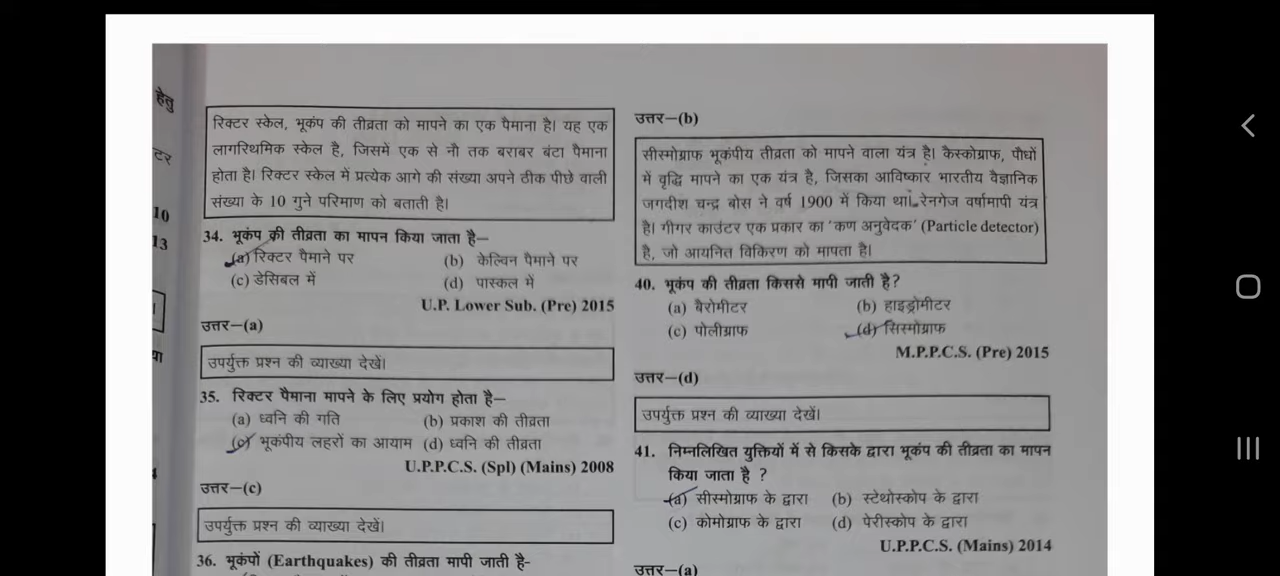 हेतु
टर
10
13
या
रिक्टर स्केल, भूकंप की तीव्रता को मापने का एक पैमाना है। यह एक
लागरिथमिक स्केल है, जिसमें एक से नौ तक बराबर बंटा पैमाना
होता है। रिक्टर स्केल में प्रत्येक आगे की संख्या अपने ठीक पीछे वाली
संख्या के 10 गुने परिमाण को बताती है।
34. भूकंप की तीव्रता का मापन किया जाता है—
(a) रिक्टर पैमाने पर (b) केल्विन पैमाने पर
(c) डेसिबल में (d) पास्कल में
U.P. Lower Sub. (Pre) 2015
उत्तर—(a)
उपर्युक्त प्रश्न की व्याख्या देखें।
35. रिक्टर पैमाना मापने के लिए प्रयोग होता है—
(a) ध्वनि की गति (b) प्रकाश की तीव्रता
(c) भूकंपीय लहरों का आयाम (d) ध्वनि की तीव्रता
U.P.P.C.S. (Spl) (Mains) 2008
उत्तर—(c)
उपर्युक्त प्रश्न की व्याख्या देखें।
36. भूकंपों (Earthquakes) की तीव्रता मापी जाती है-
उत्तर—(b)
सीस्मोग्राफ भूकंपीय तीव्रता को मापने वाला यंत्र है। कैस्कोग्राफ, पौधों
में वृद्धि मापने का एक यंत्र है, जिसका आविष्कार भारतीय वैज्ञानिक
जगदीश चन्द्र बोस ने वर्ष 1900 में किया था। रेनगेज वर्षामापी यंत्र
है। गीगर काउंटर एक प्रकार का 'कण अनुवेदक' (Particle detector)
है, जो आयनित विकिरण को मापता है।
40. भूकंप की तीव्रता किससे मापी जाती है?
(a) बैरोमीटर (b) हाइड्रोमीटर
(c) पोलीग्राफ (d) सिस्मोग्राफ
M.P.P.C.S. (Pre) 2015
उत्तर—(d)
उपर्युक्त प्रश्न की व्याख्या देखें।
41. निम्नलिखित युक्तियों में से किसके द्वारा भूकंप की तीव्रता का मापन
किया जाता है ?
(a) सीस्मोग्राफ के द्वारा (b) स्टेथोस्कोप के द्वारा
(c) कोमोग्राफ के द्वारा (d) पेरीस्कोप के द्वारा
U.P.P.C.S. (Mains) 2014
उत्तर—(a)